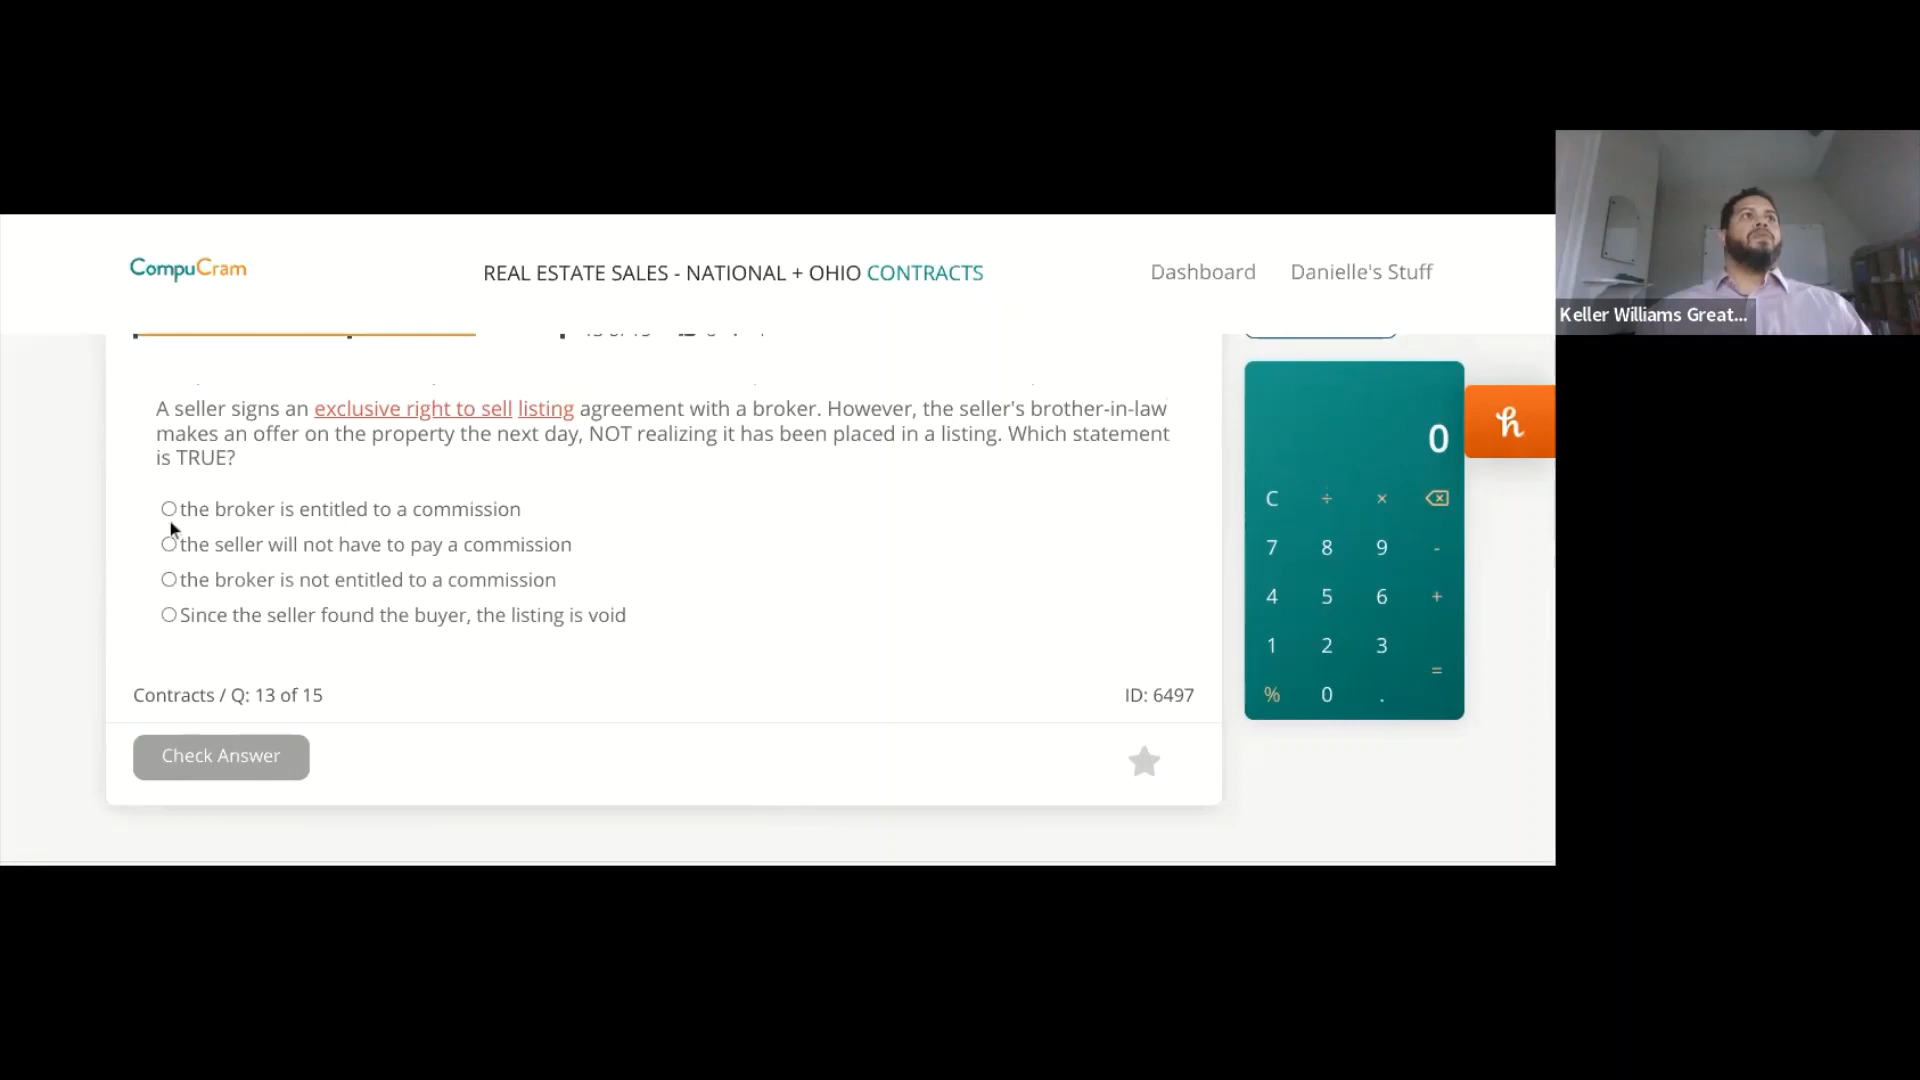 CompuCram
REAL ESTATE SALES - NATIONAL + OHIO CONTRACTS
Dashboard
Danielle's Stuff
Keller Williams Great...
A seller signs an exclusive right to sell listing agreement with a broker. However, the seller's brother-in-law
makes an offer on the property the next day, NOT realizing it has been placed in a listing. Which statement
is TRUE?
the broker is entitled to a commission
the seller will not have to pay a commission
the broker is not entitled to a commission
Since the seller found the buyer, the listing is void
Contracts / Q: 13 of 15
ID: 6497
Check Answer
0
h
C ÷ ×
7 8 9 -
4 5 6 +
1 2 3
=
% 0 .